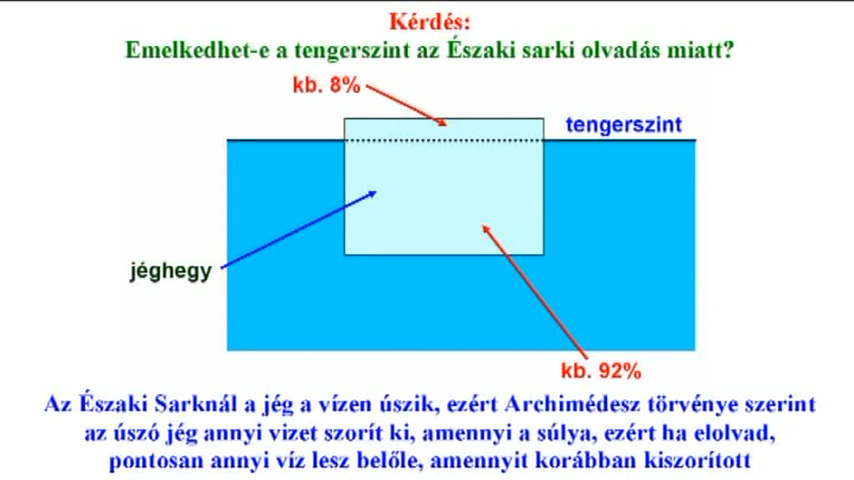 Kérdés:
Emelkedhet-e a tengerszint az Északi sarki olvadás miatt?
kb. 8%
tengerszint
jéghegy
kb. 92%
Az Északi Sarknál a jég a vízen úszik, ezért Archimédesz törvénye szerint
az úszó jég annyi vizet szorít ki, amennyi a súlya, ezért ha elolvad,
pontosan annyi víz lesz belőle, amennyit korábban kiszorított